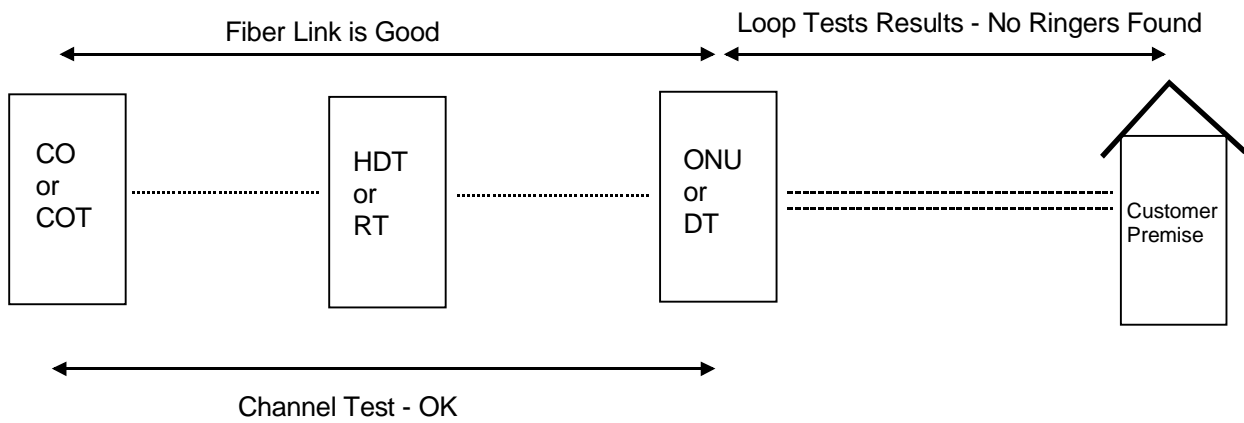 Fiber Link is Good
Loop Tests Results - No Ringers Found
CO
or
COT
HDT
or
RT
ONU
or
DT
Customer
Premise
Channel Test - OK